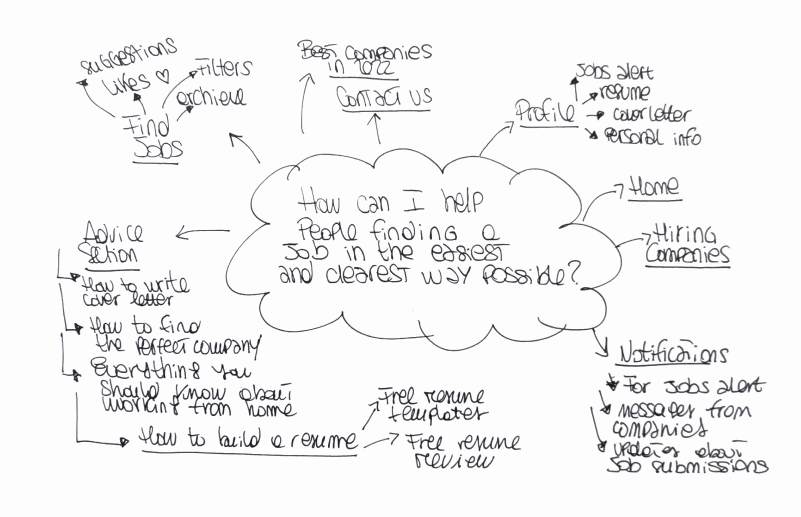 suggestions
likes ♡
Filters
archieve
Find
Jobs
Best Companies
in 2022
Contact us
Profile
Jobs alert
resume
cover letter
Personal info
Home
Hiring
Companies
How can I help
People finding a
Job in the easiest
and clearest way possible?
Advice
Section
How to write
cover letter
How to find
the perfect company
Everything you
should know about
working from home
How to build a resume
Free resume
templates
Free resume
review
Notifications
For jobs alert
messages from
companies
updates about
Job submissions